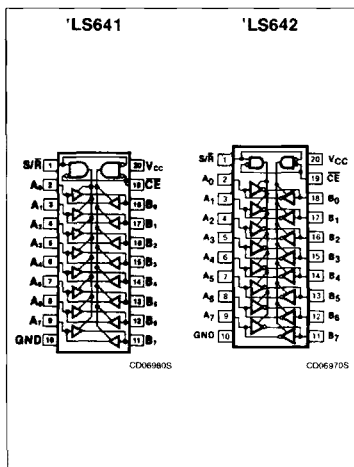 'LS641 'LS642
S/R̅ 1 20 VCC
A0 2 19 C̅E̅
A1 3 18 B0
A2 4 17 B1
A3 5 16 B2
A4 6 15 B3
A5 7 14 B4
A6 8 13 B5
A7 9 12 B6
GND 10 11 B7
CD06980S
S/R̅ 1 20 VCC
A0 2 19 C̅E̅
A1 3 18 B0
A2 4 17 B1
A3 5 16 B2
A4 6 15 B3
A5 7 14 B4
A6 8 13 B5
A7 9 12 B6
GND 10 11 B7
CD06970S